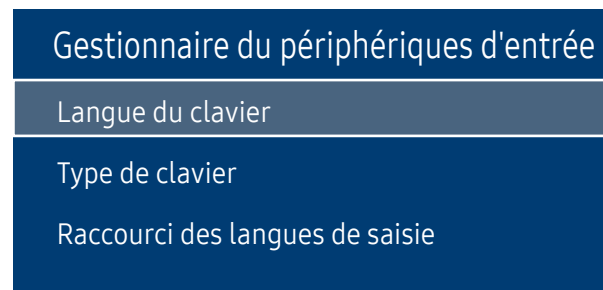 Gestionnaire du périphériques d'entrée
Langue du clavier
Type de clavier
Raccourci des langues de saisie